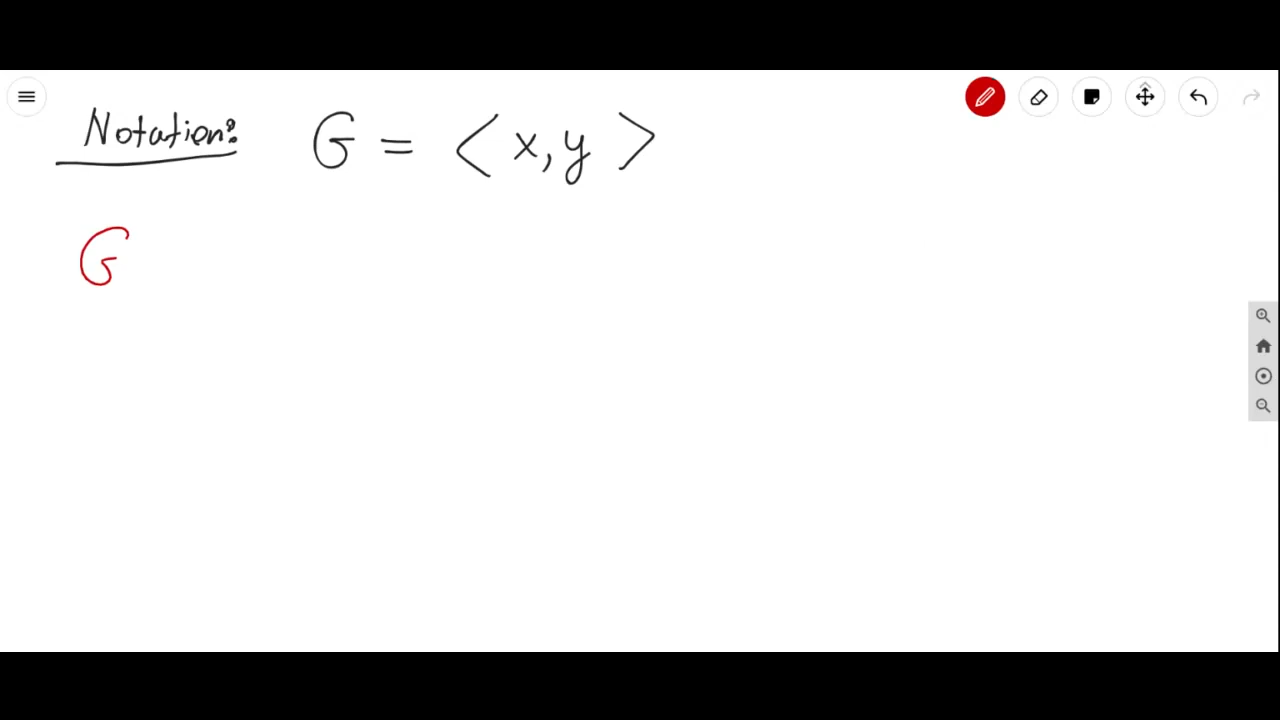 Notation: G = < x, y >
G